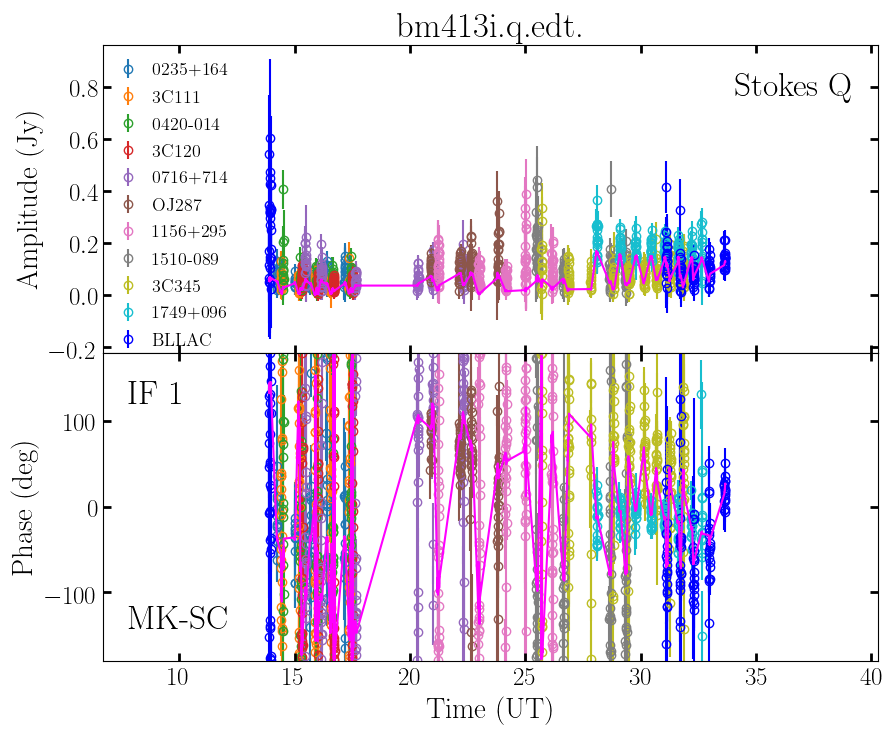 bm413i.q.edt.
Stokes Q
Amplitude (Jy)
0.8
0.6
0.4
0.2
0.0
−0.2
0235+164
3C111
0420-014
3C120
0716+714
OJ287
1156+295
1510-089
3C345
1749+096
BLLAC
IF 1
MK-SC
Phase (deg)
100
0
−100
10 15 20 25 30 35 40
Time (UT)